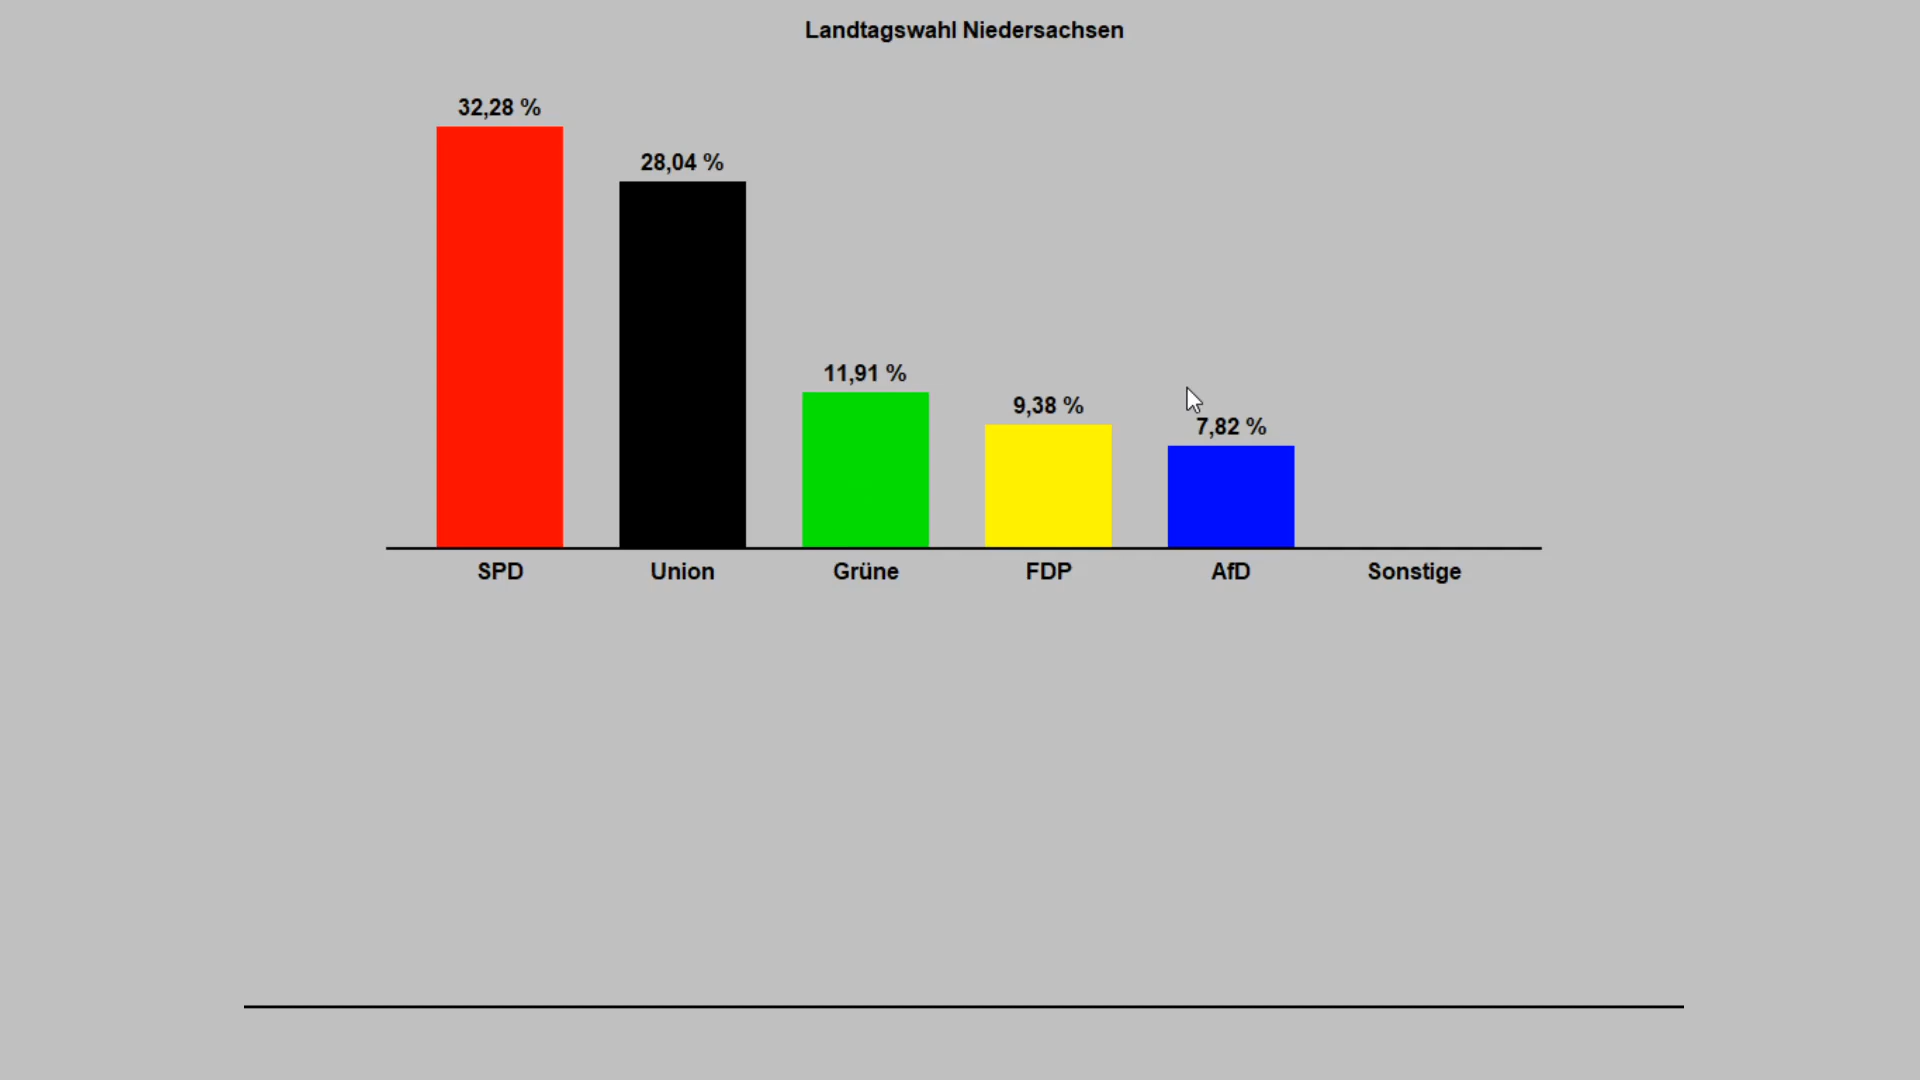 Landtagswahl Niedersachsen
32,28 %
28,04 %
11,91 %
9,38 %
7,82 %
SPD Union Grüne FDP AfD Sonstige